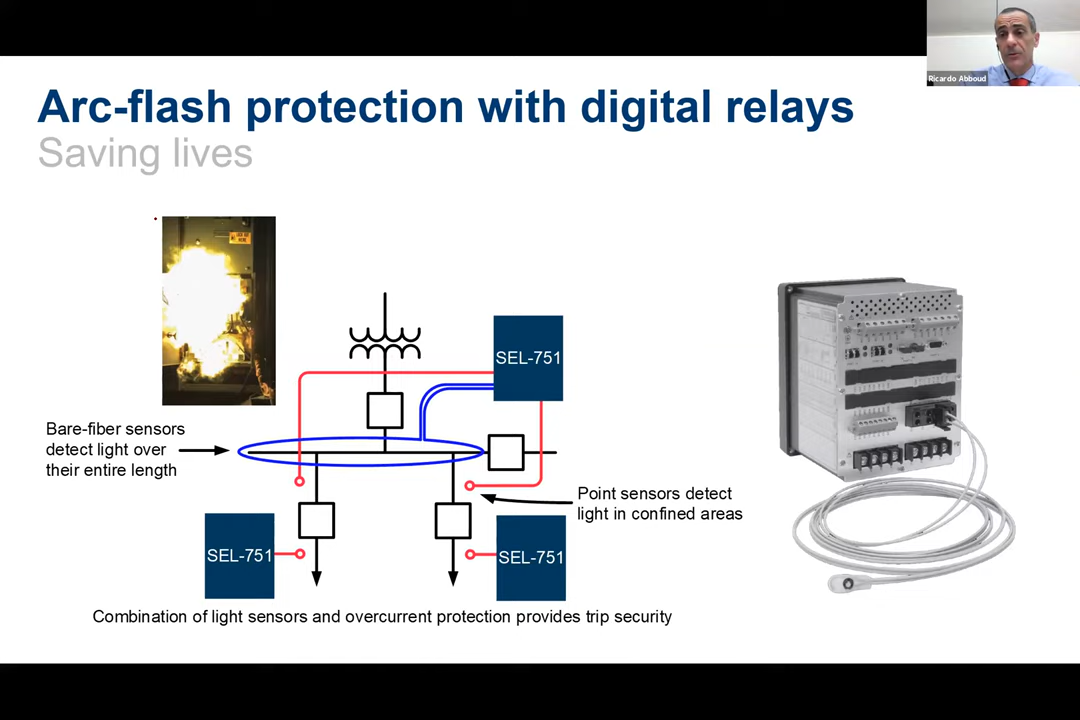 Ricardo Abboud
Arc-flash protection with digital relays
Saving lives
SEL-751
Bare-fiber sensors
detect light over
their entire length
Point sensors detect
light in confined areas
SEL-751
SEL-751
Combination of light sensors and overcurrent protection provides trip security